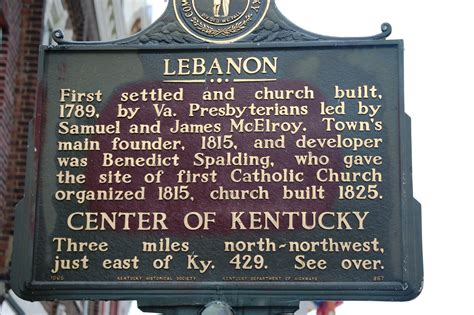 LEBANON
First settled and church built,
1789, by Va. Presbyterians led by
Samuel and James McElroy. Town's
main founder, 1815, and developer
was Benedict Spalding, who gave
the site of first Catholic Church
organized 1815, church built 1825.
CENTER OF KENTUCKY
Three miles north-northwest,
just east of Ky. 429. See over.
KENTUCKY HISTORICAL SOCIETY KENTUCKY DEPARTMENT OF HIGHWAYS